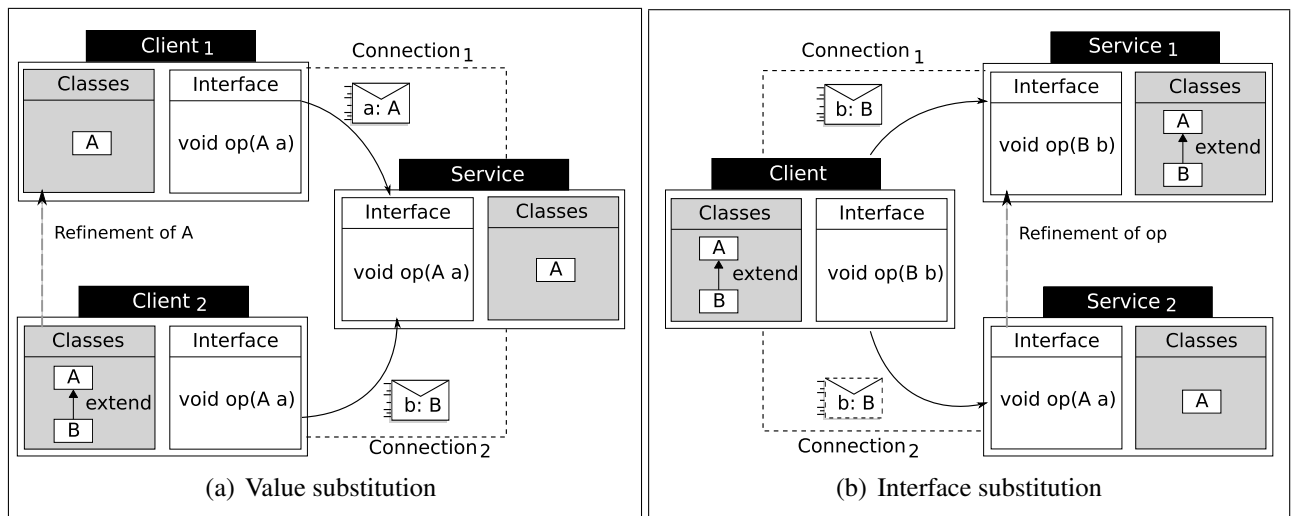 Client 1
Connection 1
Classes
Interface
a: A
A
void op(A a)
Service
Interface
Classes
Refinement of A
void op(A a)
A
Client 2
Classes
Interface
A
extend
void op(A a)
b: B
B
Connection 2
(a) Value substitution
Service 1
Connection 1
Interface
Classes
b: B
A
void op(B b)
extend
B
Client
Classes
Interface
A
Refinement of op
extend
void op(B b)
B
Service 2
Interface
Classes
b: B
void op(A a)
A
Connection 2
(b) Interface substitution